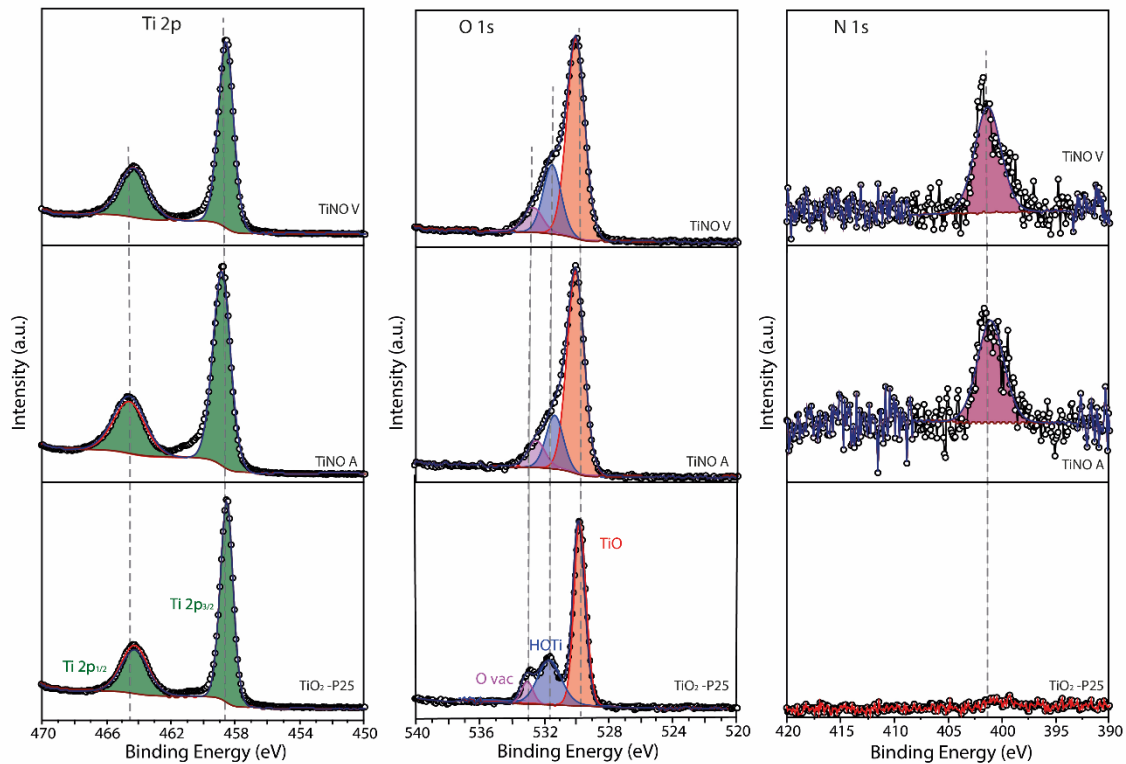 Ti 2p
TiNO V
TiNO A
Ti 2p3/2
Ti 2p1/2
TiO2 -P25
Intensity (a.u.)
470 466 462 458 454 450
Binding Energy (eV)
O 1s
TiNO V
TiNO A
TiO
HOTi
O vac
TiO2 -P25
Intensity (a.u.)
540 536 532 528 524 520
Binding Energy (eV)
N 1s
TiNO V
TiNO A
TiO2 -P25
Intensity (a.u.)
420 415 410 405 400 395 390
Binding Energy (eV)